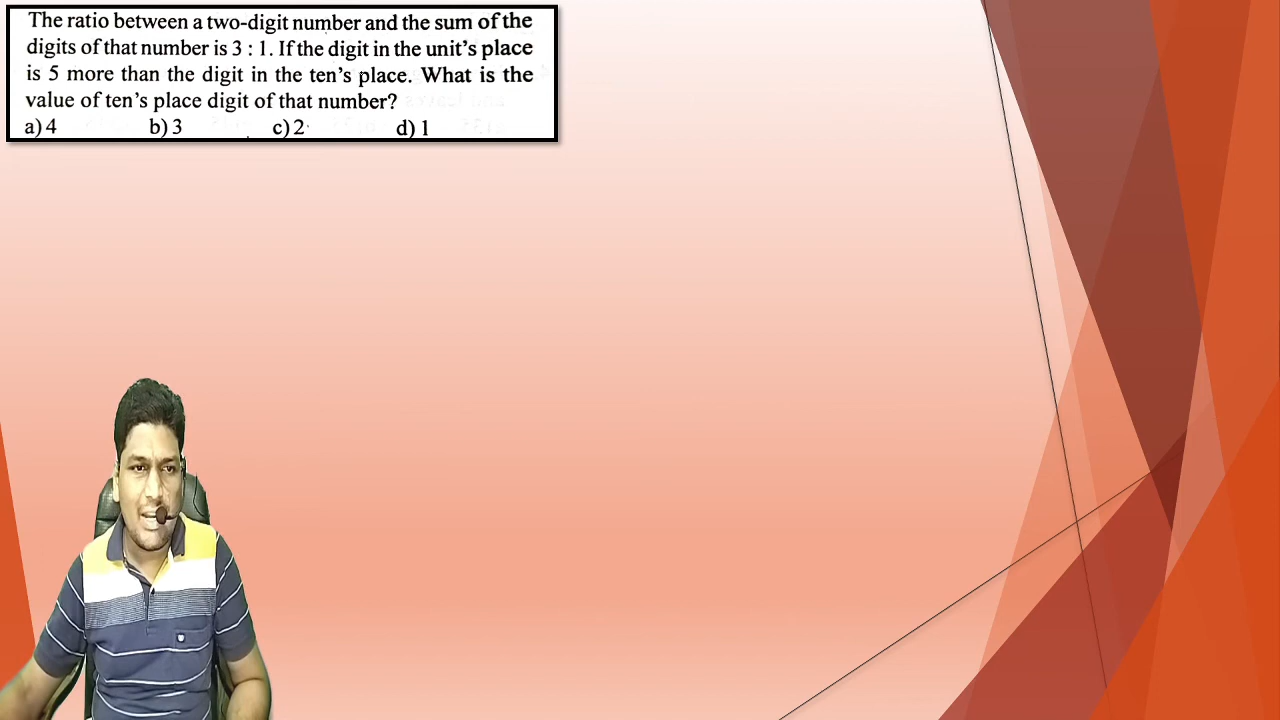 The ratio between a two-digit number and the sum of the
digits of that number is 3 : 1. If the digit in the unit's place
is 5 more than the digit in the ten's place. What is the
value of ten's place digit of that number?
a) 4 b) 3 c) 2 d) 1